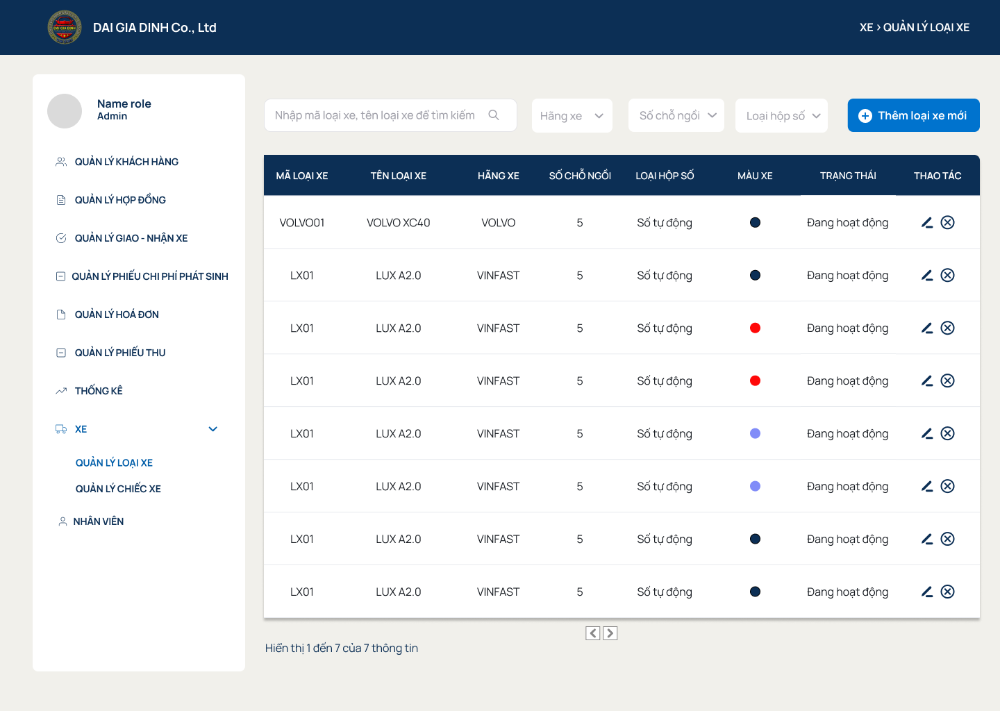 DAI GIA DINH
DAI GIA DINH Co., Ltd
XE > QUẢN LÝ LOẠI XE
Name role
Admin
QUẢN LÝ KHÁCH HÀNG
QUẢN LÝ HỢP ĐỒNG
QUẢN LÝ GIAO - NHẬN XE
QUẢN LÝ PHIẾU CHI PHÍ PHÁT SINH
QUẢN LÝ HOÁ ĐƠN
QUẢN LÝ PHIẾU THU
THỐNG KÊ
XE
QUẢN LÝ LOẠI XE
QUẢN LÝ CHIẾC XE
NHÂN VIÊN
Nhập mã loại xe, tên loại xe để tìm kiếm
Hãng xe
Số chỗ ngồi
Loại hộp số
Thêm loại xe mới
MÃ LOẠI XE TÊN LOẠI XE HÃNG XE SỐ CHỖ NGỒI LOẠI HỘP SỐ MÀU XE TRẠNG THÁI THAO TÁC
VOLVO01 VOLVO XC40 VOLVO 5 Số tự động Đang hoạt động
LX01 LUX A2.0 VINFAST 5 Số tự động Đang hoạt động
LX01 LUX A2.0 VINFAST 5 Số tự động Đang hoạt động
LX01 LUX A2.0 VINFAST 5 Số tự động Đang hoạt động
LX01 LUX A2.0 VINFAST 5 Số tự động Đang hoạt động
LX01 LUX A2.0 VINFAST 5 Số tự động Đang hoạt động
LX01 LUX A2.0 VINFAST 5 Số tự động Đang hoạt động
LX01 LUX A2.0 VINFAST 5 Số tự động Đang hoạt động
Hiển thị 1 đến 7 của 7 thông tin